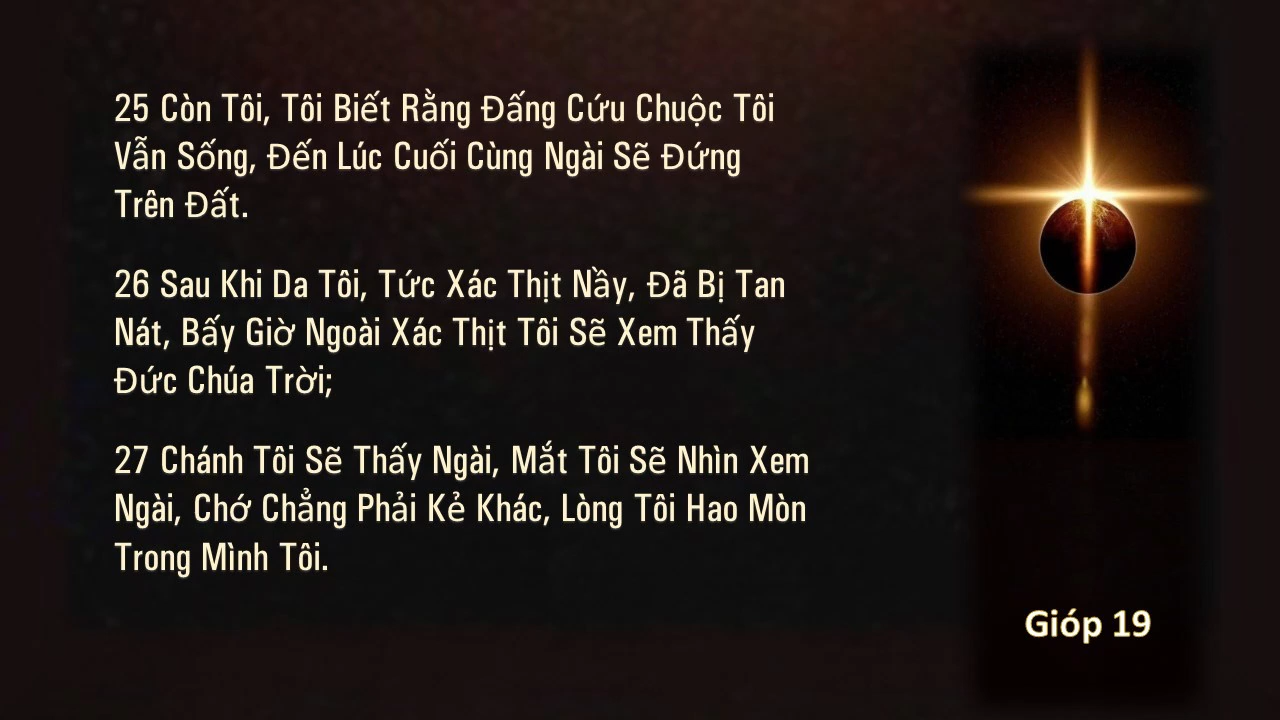 25 Còn Tôi, Tôi Biết Rằng Đấng Cứu Chuộc Tôi
Vẫn Sống, Đến Lúc Cuối Cùng Ngài Sẽ Đứng
Trên Đất.
26 Sau Khi Da Tôi, Tức Xác Thịt Nầy, Đã Bị Tan
Nát, Bấy Giờ Ngoài Xác Thịt Tôi Sẽ Xem Thấy
Đức Chúa Trời;
27 Chánh Tôi Sẽ Thấy Ngài, Mắt Tôi Sẽ Nhìn Xem
Ngài, Chớ Chẳng Phải Kẻ Khác, Lòng Tôi Hao Mòn
Trong Mình Tôi.
Gióp 19